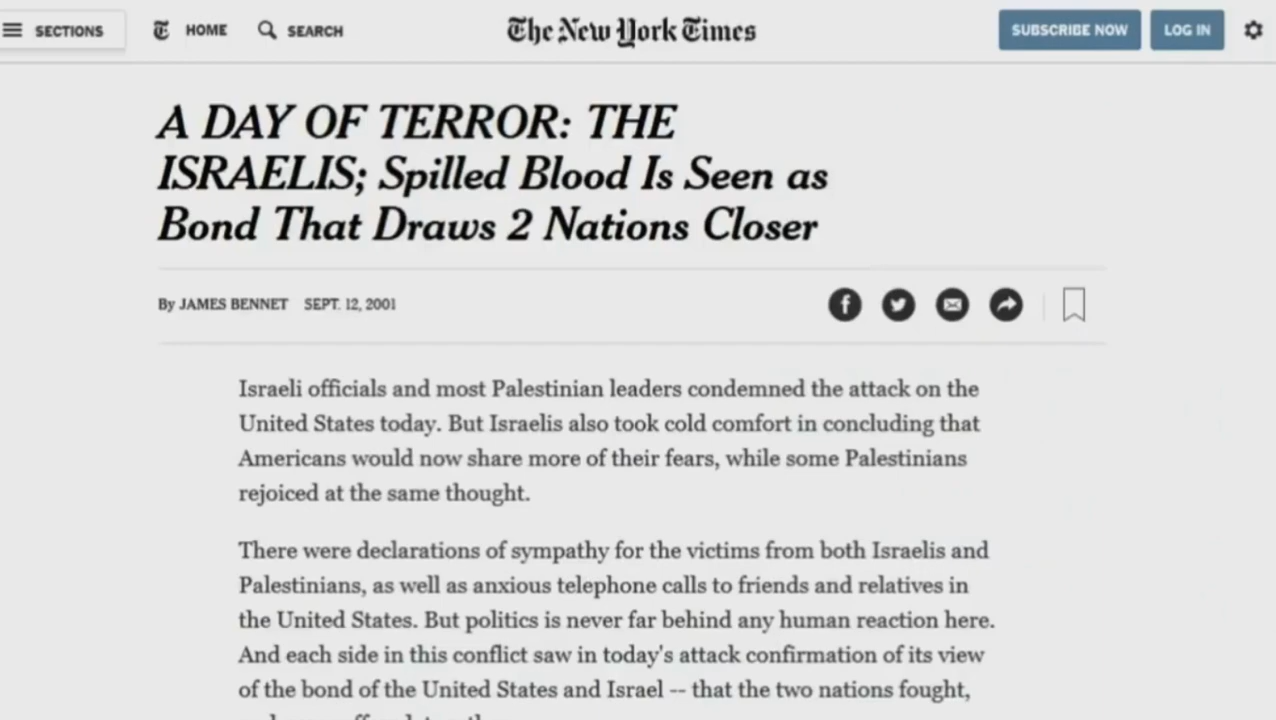 SECTIONS HOME SEARCH The New York Times SUBSCRIBE NOW LOG IN
A DAY OF TERROR: THE
ISRAELIS; Spilled Blood Is Seen as
Bond That Draws 2 Nations Closer
By JAMES BENNET SEPT. 12, 2001
Israeli officials and most Palestinian leaders condemned the attack on the
United States today. But Israelis also took cold comfort in concluding that
Americans would now share more of their fears, while some Palestinians
rejoiced at the same thought.
There were declarations of sympathy for the victims from both Israelis and
Palestinians, as well as anxious telephone calls to friends and relatives in
the United States. But politics is never far behind any human reaction here.
And each side in this conflict saw in today's attack confirmation of its view
of the bond of the United States and Israel -- that the two nations fought,